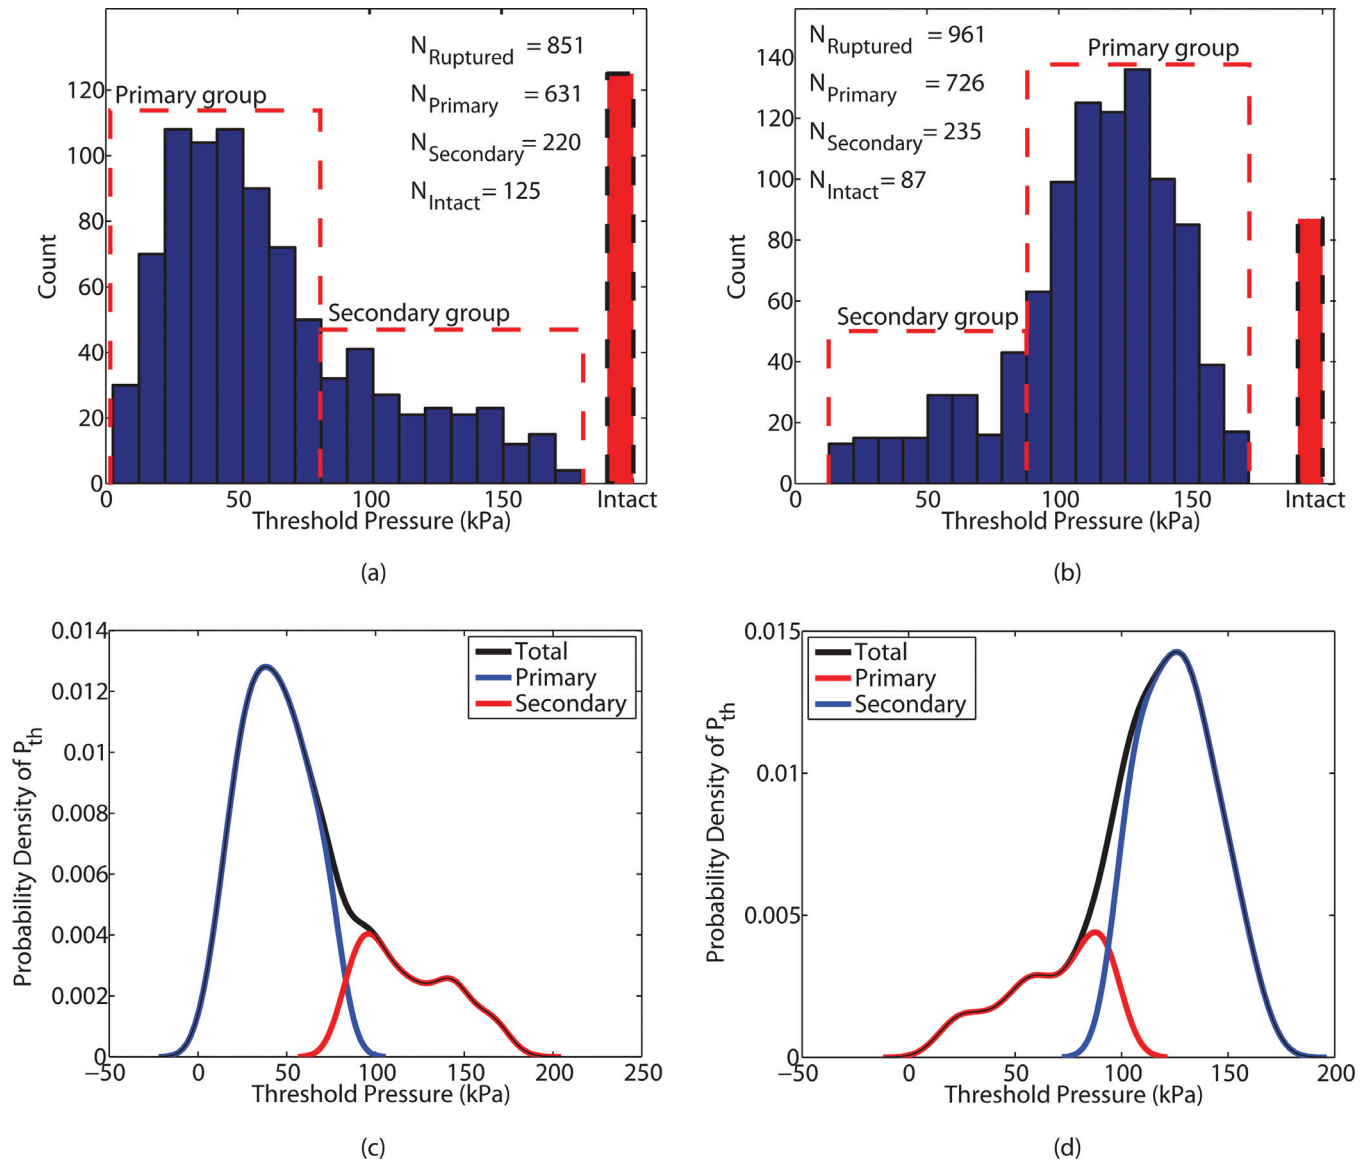 N_Ruptured = 851
N_Primary = 631
N_Secondary = 220
N_Intact = 125
Primary group
Secondary group
120
100
80
60
40
20
0
Count
0 50 100 150 Intact
Threshold Pressure (kPa)
(a)
N_Ruptured = 961
N_Primary = 726
N_Secondary = 235
N_Intact = 87
Primary group
Secondary group
140
120
100
80
60
40
20
0
Count
0 50 100 150 Intact
Threshold Pressure (kPa)
(b)
0.014
0.012
0.01
0.008
0.006
0.004
0.002
0
Probability Density of P_th
Total
Primary
Secondary
−50 0 50 100 150 200 250
Threshold Pressure (kPa)
(c)
0.015
0.01
0.005
0
Probability Density of P_th
Total
Primary
Secondary
−50 0 50 100 150 200
Threshold Pressure (kPa)
(d)